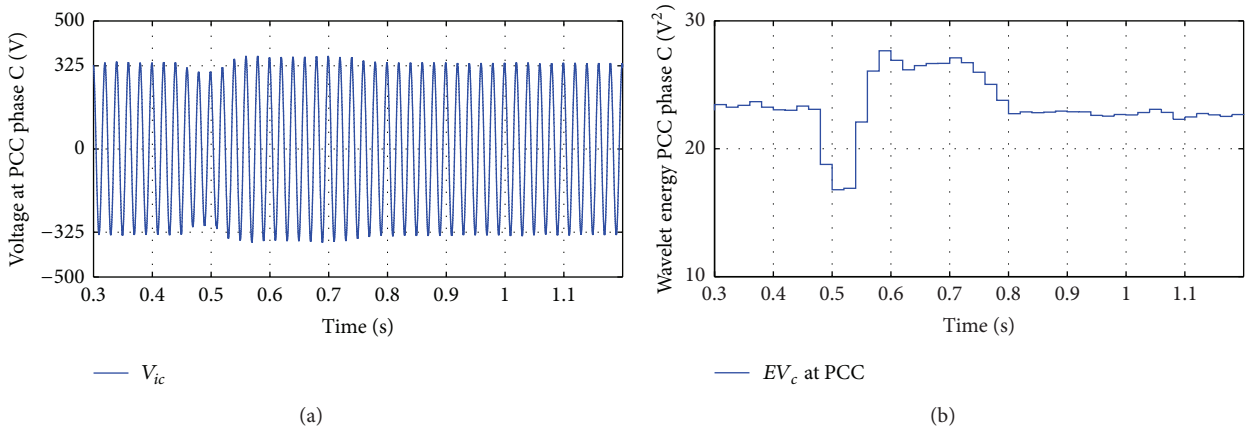 Voltage at PCC phase C (V)
500
325
0
−325
−500
0.3 0.4 0.5 0.6 0.7 0.8 0.9 1 1.1
Time (s)
V_ic
(a)
Wavelet energy PCC phase C (V²)
30
20
10
0.3 0.4 0.5 0.6 0.7 0.8 0.9 1 1.1
Time (s)
EV_c at PCC
(b)